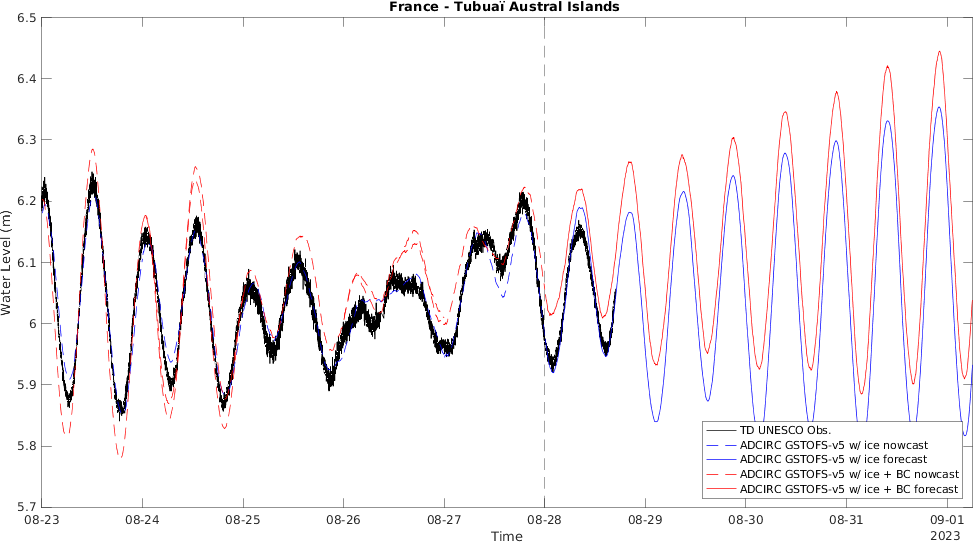 France - Tubuaï Austral Islands
6.5
6.4
6.3
6.2
6.1
6
5.9
5.8
5.7
Water Level (m)
TD UNESCO Obs.
ADCIRC GSTOFS-v5 w/ ice nowcast
ADCIRC GSTOFS-v5 w/ ice forecast
ADCIRC GSTOFS-v5 w/ ice + BC nowcast
ADCIRC GSTOFS-v5 w/ ice + BC forecast
08-23 08-24 08-25 08-26 08-27 08-28 08-29 08-30 08-31 09-01
2023
Time